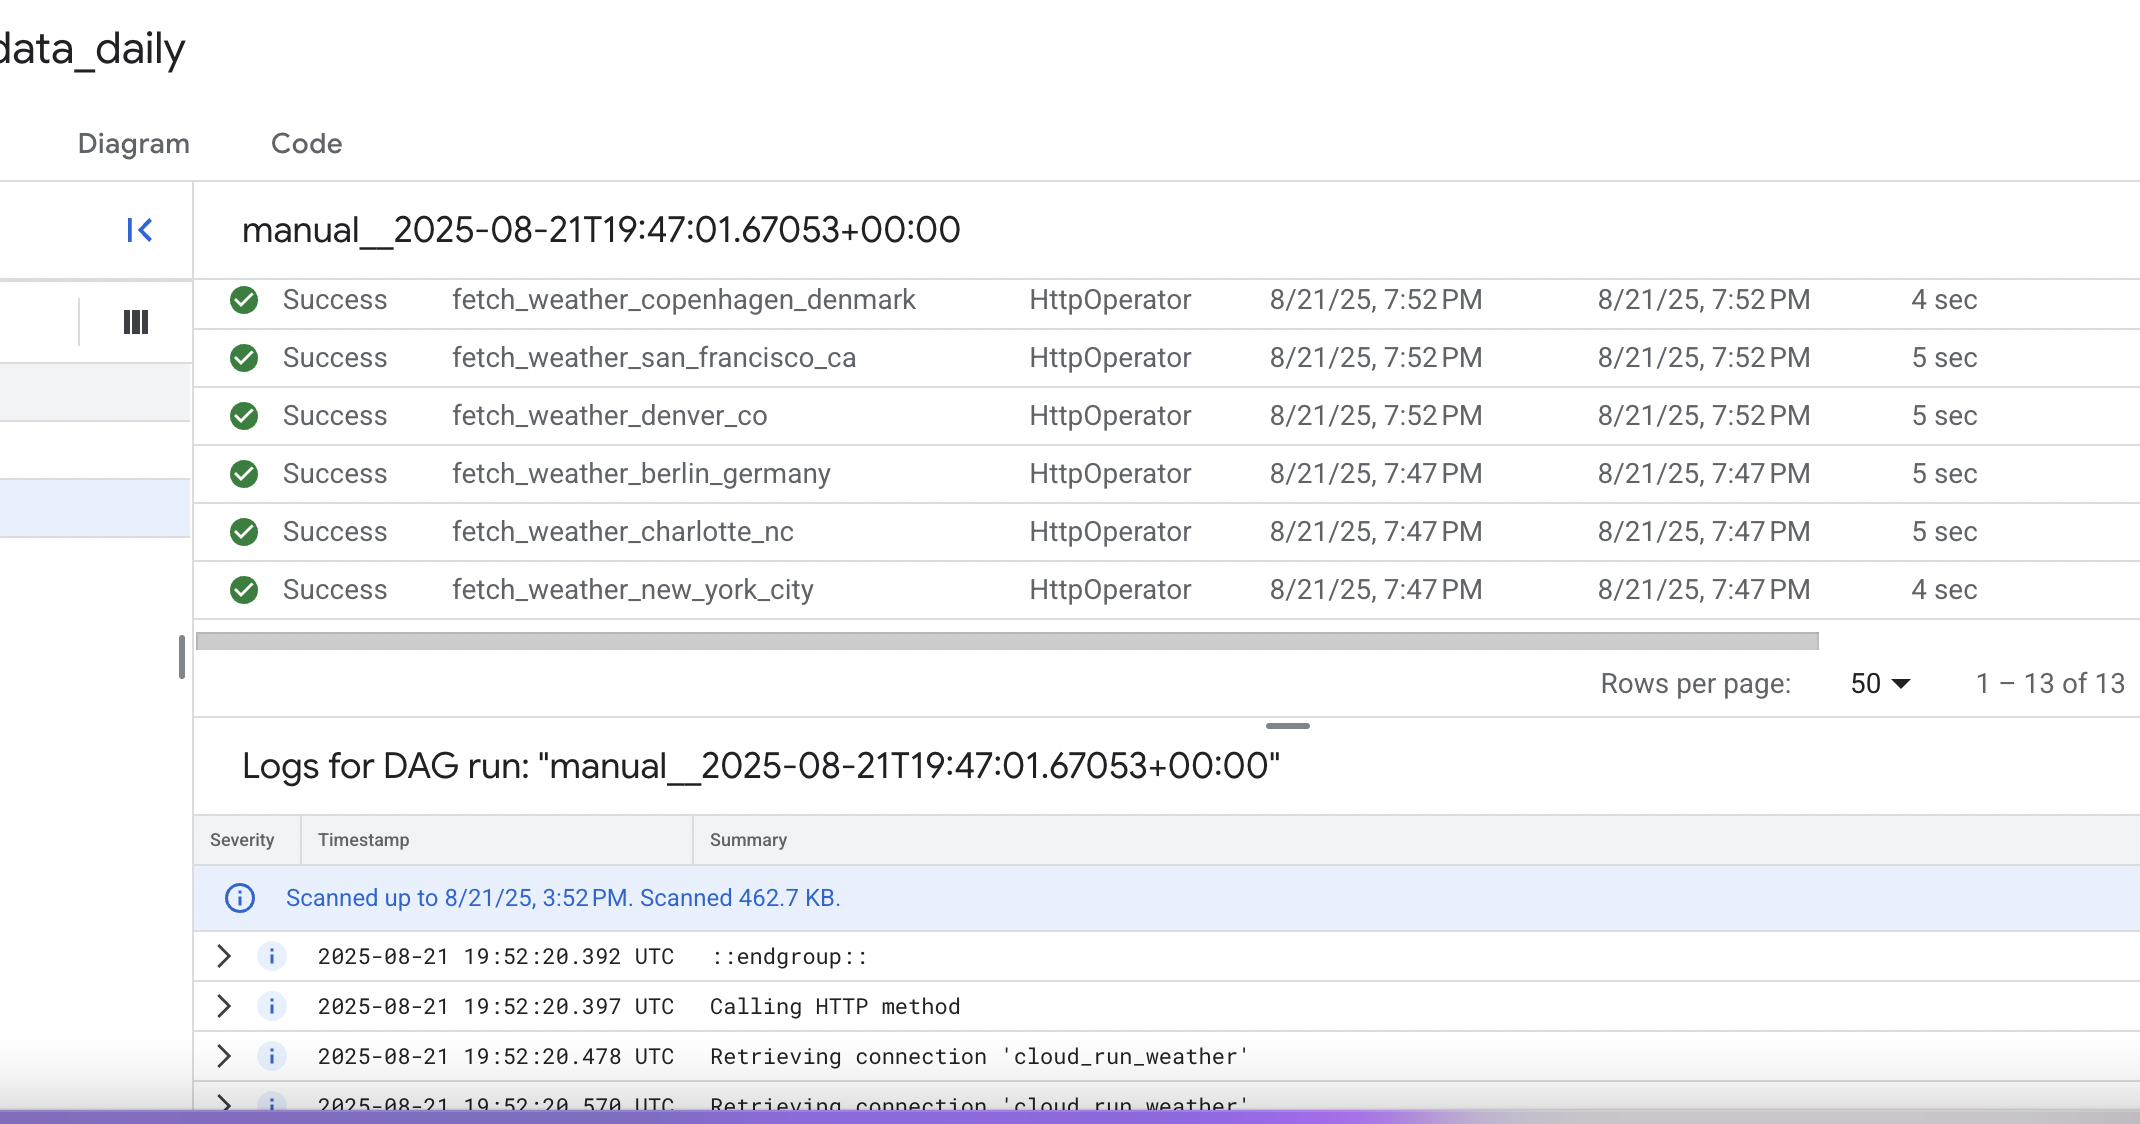 data_daily
Diagram Code
manual__2025-08-21T19:47:01.67053+00:00
Success fetch_weather_copenhagen_denmark HttpOperator 8/21/25, 7:52 PM 8/21/25, 7:52 PM 4 sec
Success fetch_weather_san_francisco_ca HttpOperator 8/21/25, 7:52 PM 8/21/25, 7:52 PM 5 sec
Success fetch_weather_denver_co HttpOperator 8/21/25, 7:52 PM 8/21/25, 7:52 PM 5 sec
Success fetch_weather_berlin_germany HttpOperator 8/21/25, 7:47 PM 8/21/25, 7:47 PM 5 sec
Success fetch_weather_charlotte_nc HttpOperator 8/21/25, 7:47 PM 8/21/25, 7:47 PM 5 sec
Success fetch_weather_new_york_city HttpOperator 8/21/25, 7:47 PM 8/21/25, 7:47 PM 4 sec
Rows per page: 50 1 – 13 of 13
Logs for DAG run: "manual__2025-08-21T19:47:01.67053+00:00"
Severity Timestamp Summary
Scanned up to 8/21/25, 3:52 PM. Scanned 462.7 KB.
2025-08-21 19:52:20.392 UTC ::endgroup::
2025-08-21 19:52:20.397 UTC Calling HTTP method
2025-08-21 19:52:20.478 UTC Retrieving connection 'cloud_run_weather'
2025-08-21 19:52:20.570 UTC Retrieving connection 'cloud_run_weather'